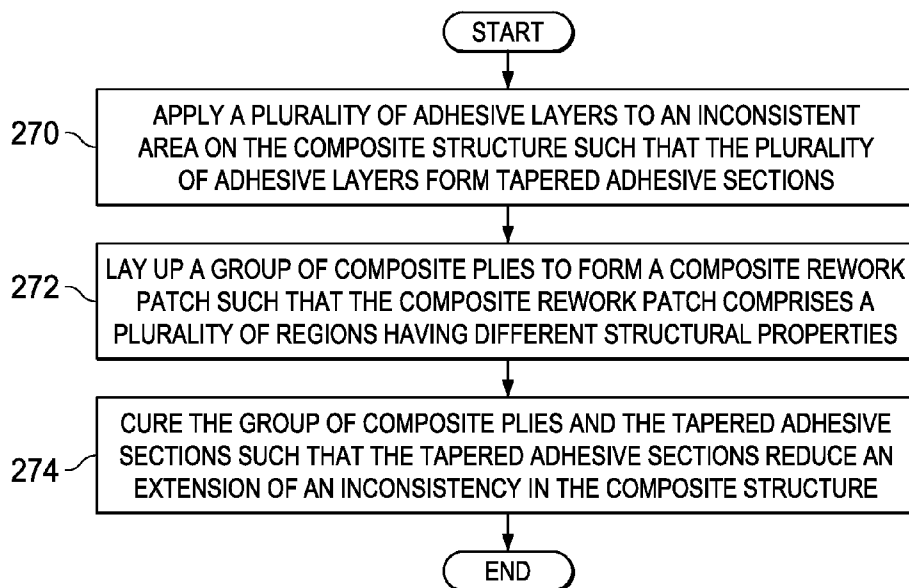 START
270
APPLY A PLURALITY OF ADHESIVE LAYERS TO AN INCONSISTENT
AREA ON THE COMPOSITE STRUCTURE SUCH THAT THE PLURALITY
OF ADHESIVE LAYERS FORM TAPERED ADHESIVE SECTIONS
272
LAY UP A GROUP OF COMPOSITE PLIES TO FORM A COMPOSITE REWORK
PATCH SUCH THAT THE COMPOSITE REWORK PATCH COMPRISES A
PLURALITY OF REGIONS HAVING DIFFERENT STRUCTURAL PROPERTIES
274
CURE THE GROUP OF COMPOSITE PLIES AND THE TAPERED ADHESIVE
SECTIONS SUCH THAT THE TAPERED ADHESIVE SECTIONS REDUCE AN
EXTENSION OF AN INCONSISTENCY IN THE COMPOSITE STRUCTURE
END